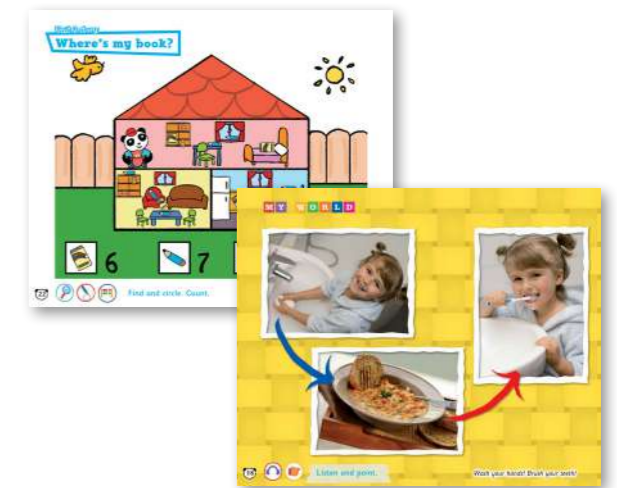 Where's my book?
6
7
22
Find and circle. Count.
MY WORLD
Listen and point.
Wash your hands! Brush your teeth!